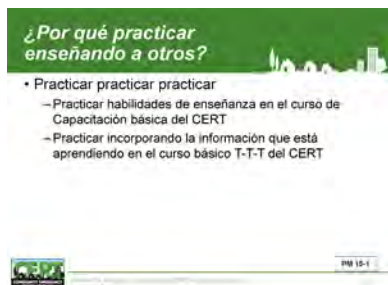 ¿Por qué practicar
enseñando a otros?
• Practicar practicar practicar
–Practicar habilidades de enseñanza en el curso de
Capacitación básica del CERT
–Practicar incorporando la información que está
aprendiendo en el curso básico T-T-T del CERT
CERT
PM 10-1